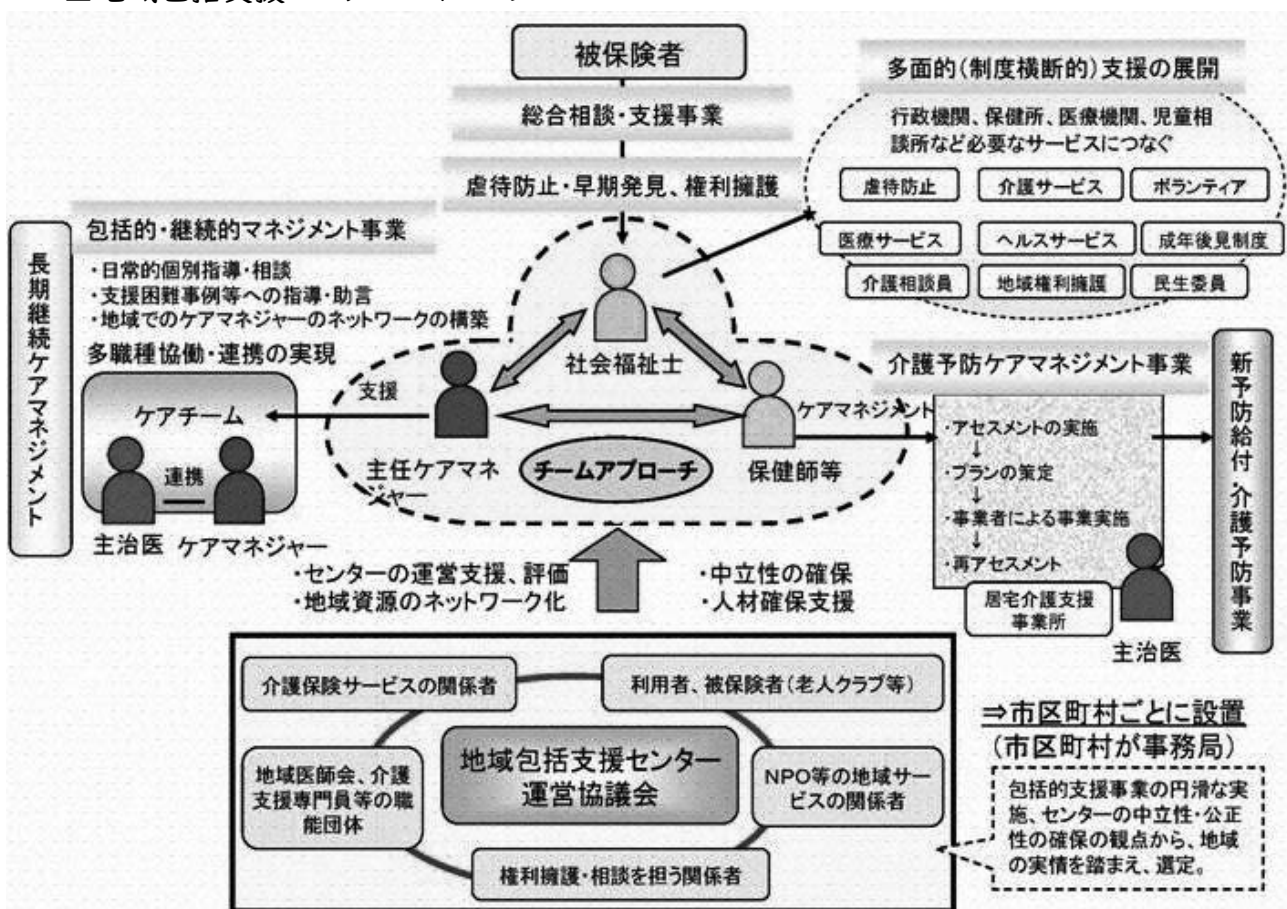 被保険者
総合相談・支援事業
虐待防止・早期発見、権利擁護
多面的(制度横断的)支援の展開
行政機関、保健所、医療機関、児童相
談所など必要なサービスにつなぐ
虐待防止
介護サービス
ボランティア
医療サービス
ヘルスサービス
成年後見制度
介護相談員
地域権利擁護
民生委員
長期継続ケアマネジメント
包括的・継続的マネジメント事業
・日常的個別指導・相談
・支援困難事例等への指導・助言
・地域でのケアマネジャーのネットワークの構築
多職種協働・連携の実現
ケアチーム
連携
主治医
ケアマネジャー
支援
社会福祉士
主任ケアマネ
ジャー
チームアプローチ
保健師等
ケアマネジメント
介護予防ケアマネジメント事業
・アセスメントの実施
↓
・プランの策定
↓
・事業者による事業実施
↓
・再アセスメント
居宅介護支援
事業所
主治医
新予防給付・介護予防事業
・センターの運営支援、評価
・地域資源のネットワーク化
・中立性の確保
・人材確保支援
介護保険サービスの関係者
利用者、被保険者(老人クラブ等)
地域医師会、介護
支援専門員等の職
能団体
地域包括支援センター
運営協議会
NPO等の地域サー
ビスの関係者
権利擁護・相談を担う関係者
⇒市区町村ごとに設置
(市区町村が事務局)
包括的支援事業の円滑な実
施、センターの中立性・公正
性の確保の観点から、地域
の実情を踏まえ、選定。